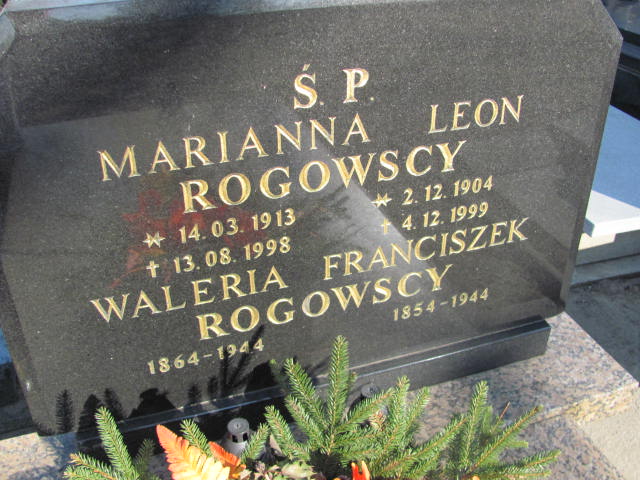 Ś. P.
MARIANNA LEON
ROGOWSCY
* 14. 03. 1913 * 2. 12. 1904
✝ 13. 08. 1998 ✝ 4. 12. 1999
WALERIA FRANCISZEK
ROGOWSCY
1864-1944 1854-1944